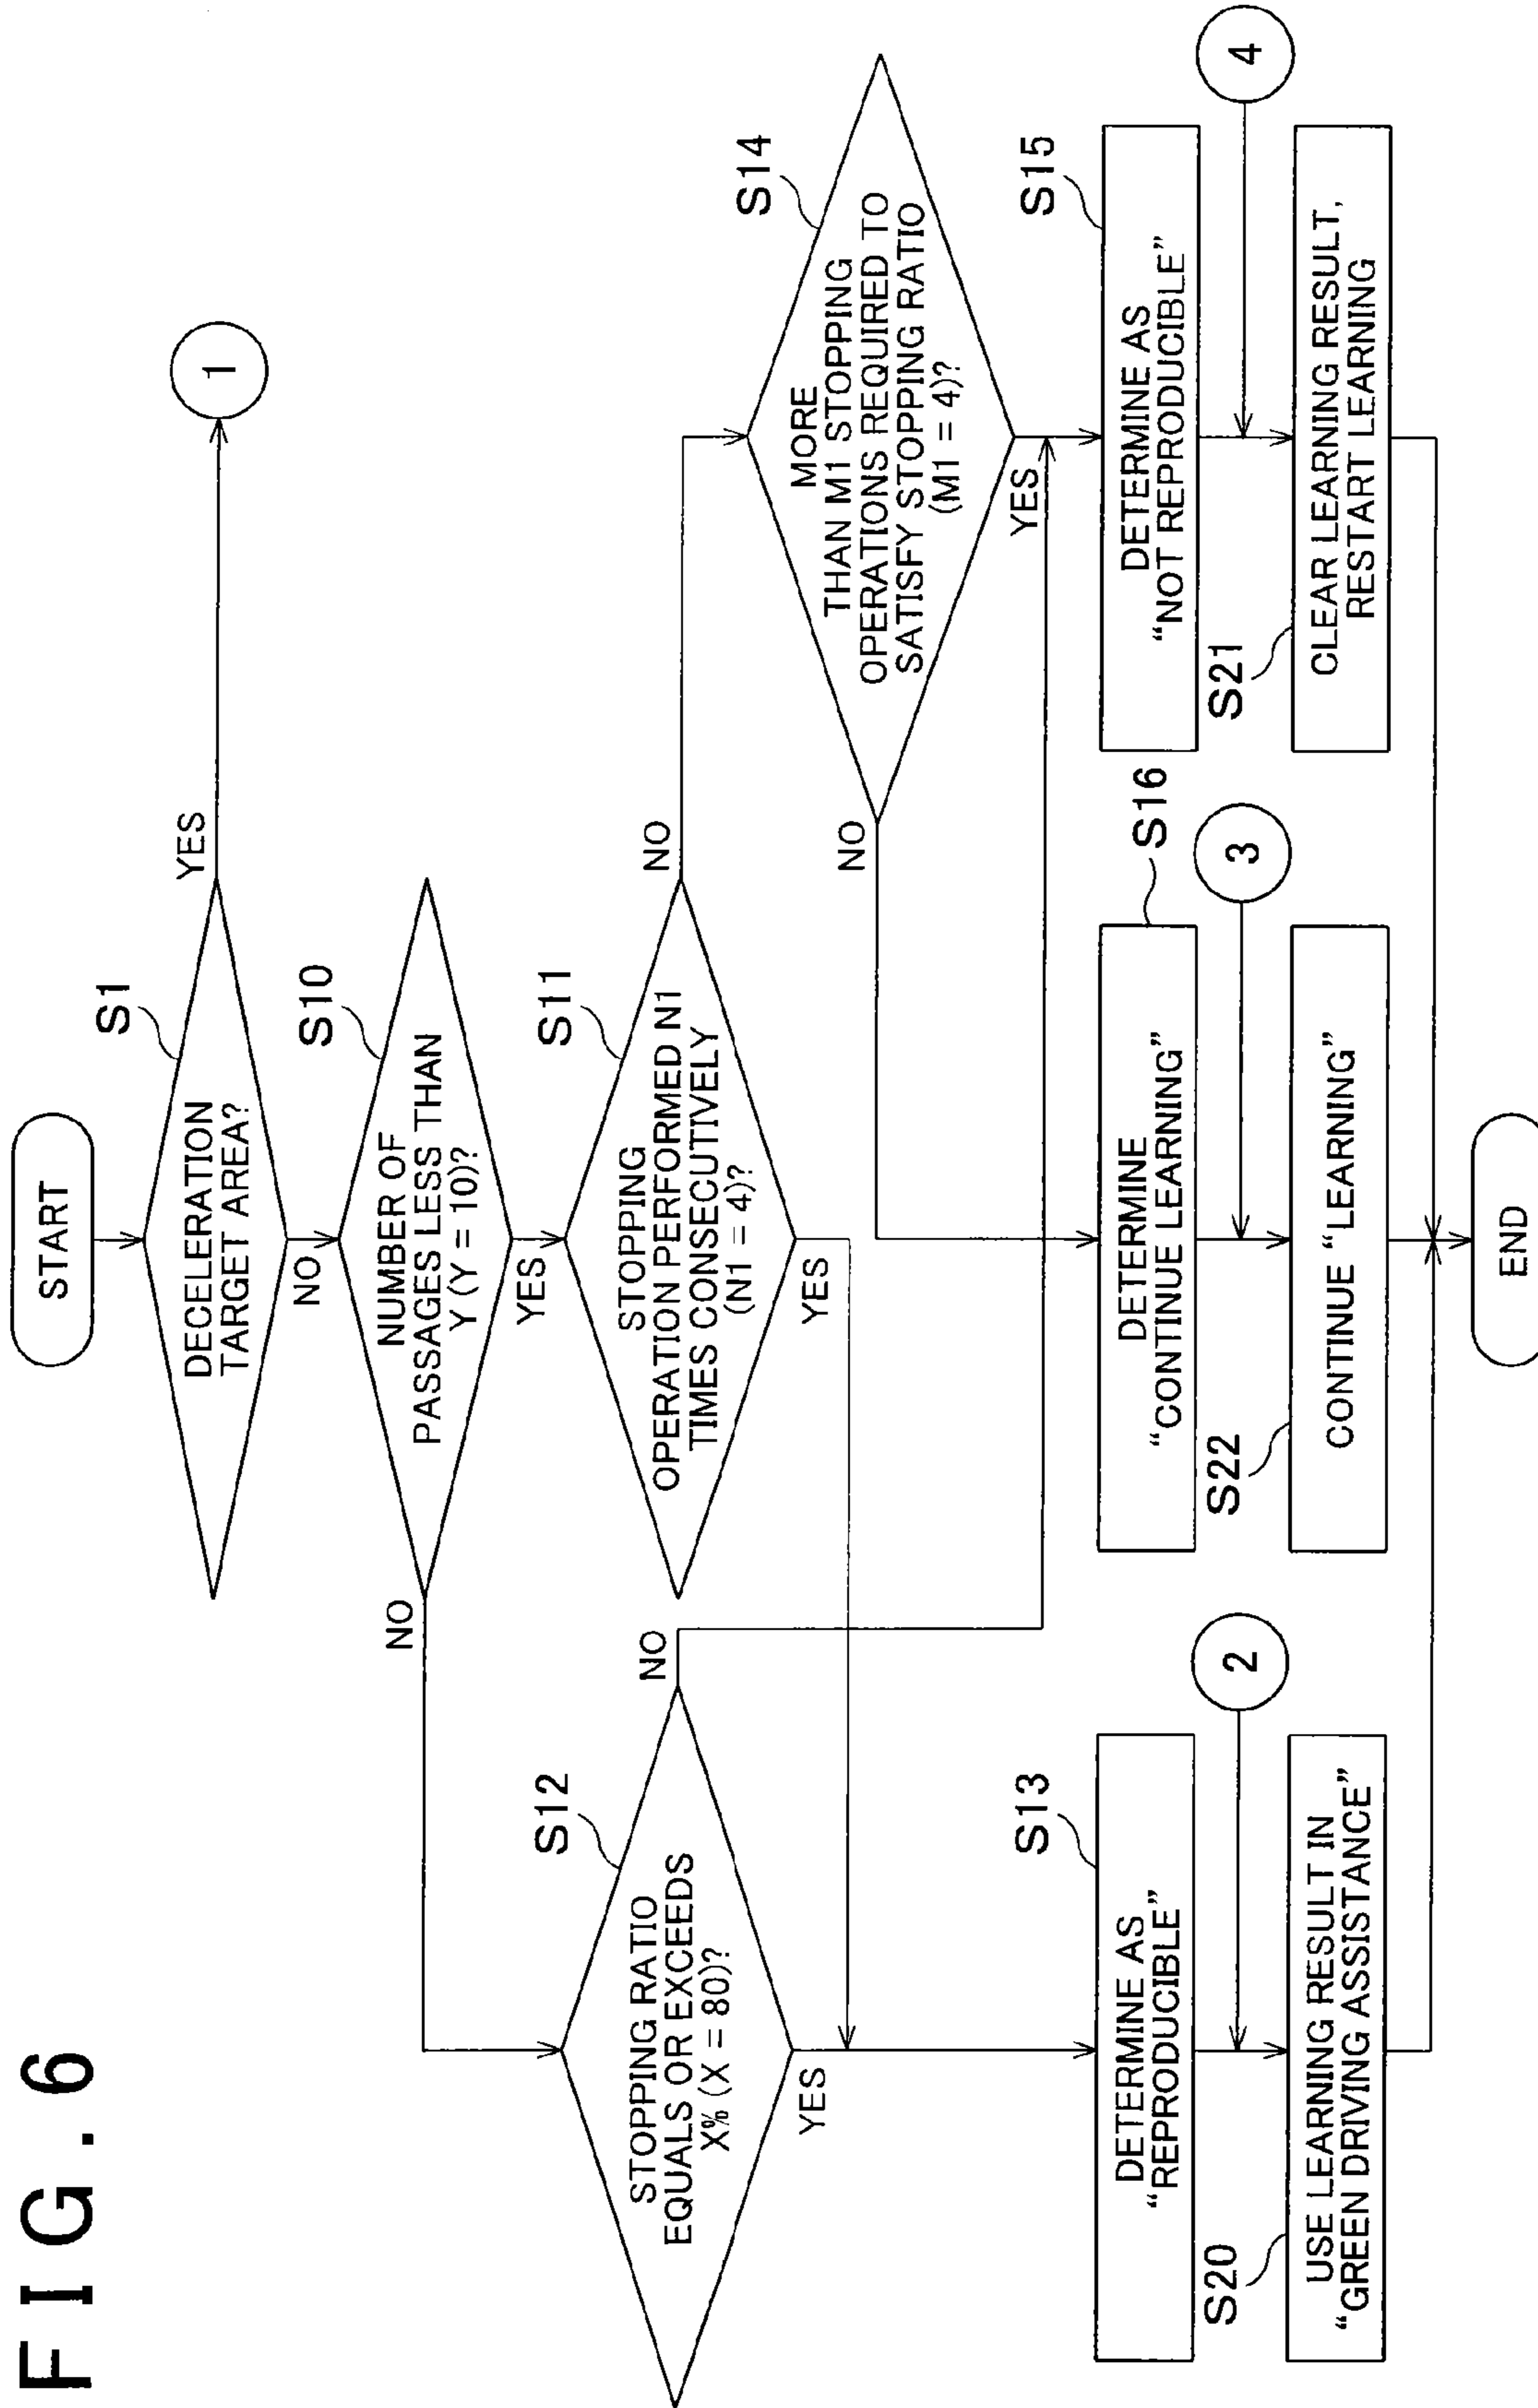 FIG. 6
START
S1
DECELERATION
TARGET AREA?
YES
1
NO
S10
NUMBER OF
PASSAGES LESS THAN
Y (Y = 10)?
NO
YES
S11
STOPPING
OPERATION PERFORMED N1
TIMES CONSECUTIVELY
(N1 = 4)?
NO
YES
S12
STOPPING RATIO
EQUALS OR EXCEEDS
X% (X = 80)?
NO
YES
S14
MORE
THAN M1 STOPPING
OPERATIONS REQUIRED TO
SATISFY STOPPING RATIO
(M1 = 4)?
NO
YES
S13
DETERMINE AS
“REPRODUCIBLE”
S16
DETERMINE
“CONTINUE LEARNING”
S15
DETERMINE AS
“NOT REPRODUCIBLE”
2
3
4
S20
USE LEARNING RESULT IN
“GREEN DRIVING ASSISTANCE”
S22
CONTINUE “LEARNING”
S21
CLEAR LEARNING RESULT,
RESTART LEARNING
END